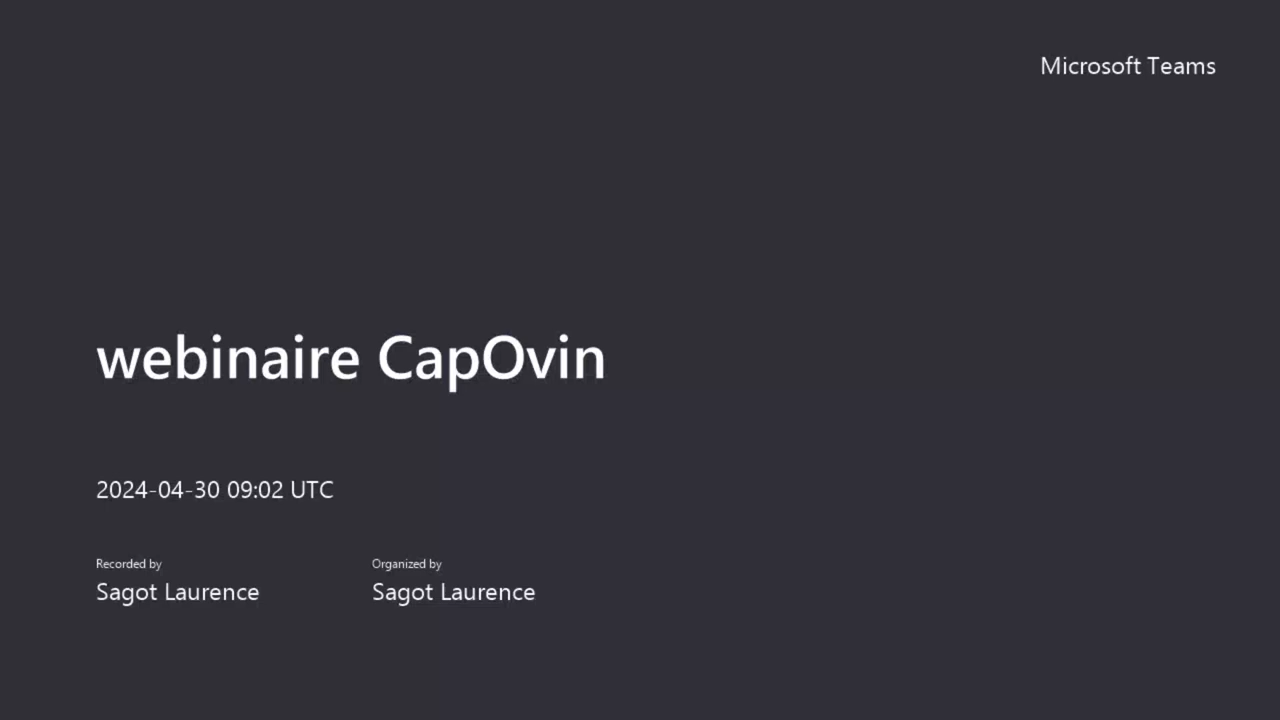 Microsoft Teams
webinaire CapOvin
2024-04-30 09:02 UTC
Recorded by
Sagot Laurence
Organized by
Sagot Laurence